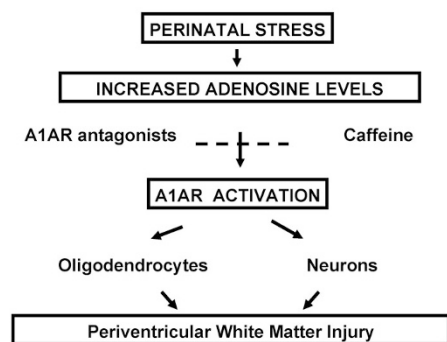 PERINATAL STRESS
INCREASED ADENOSINE LEVELS
A1AR antagonists Caffeine
A1AR ACTIVATION
Oligodendrocytes Neurons
Periventricular White Matter Injury